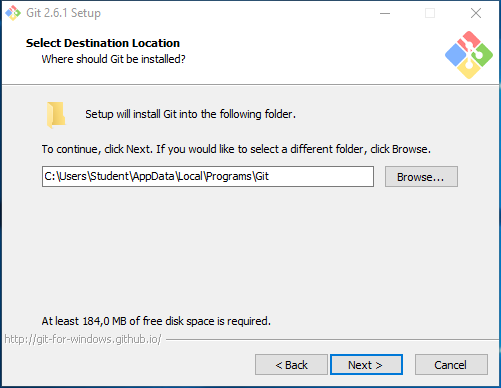 Git 2.6.1 Setup
Select Destination Location
Where should Git be installed?
Setup will install Git into the following folder.
To continue, click Next. If you would like to select a different folder, click Browse.
C:\Users\Student\AppData\Local\Programs\Git
Browse...
At least 184,0 MB of free disk space is required.
http://git-for-windows.github.io/
< Back
Next >
Cancel